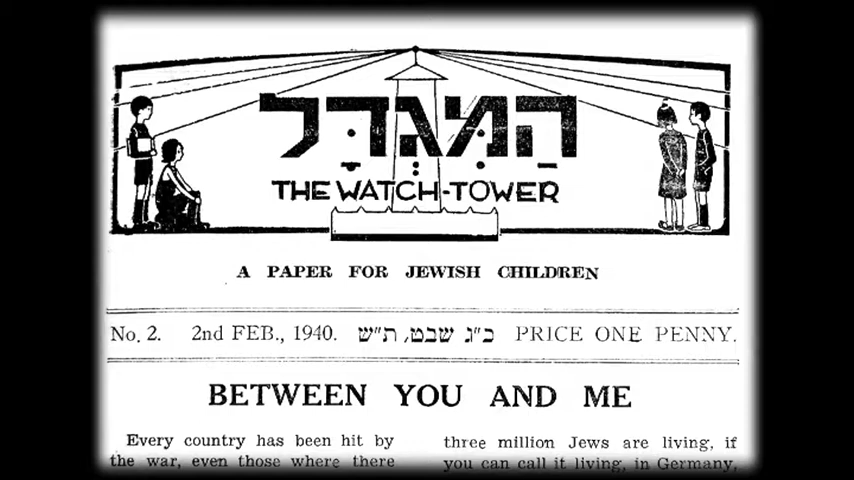 הַמִּגְדָּל
THE WATCH-TOWER
A PAPER FOR JEWISH CHILDREN
No. 2. 2nd FEB., 1940. כ״ג שבט, ת״ש PRICE ONE PENNY.
BETWEEN YOU AND ME
Every country has been hit by
the war, even those where there
three million Jews are living, if
you can call it living, in Germany,